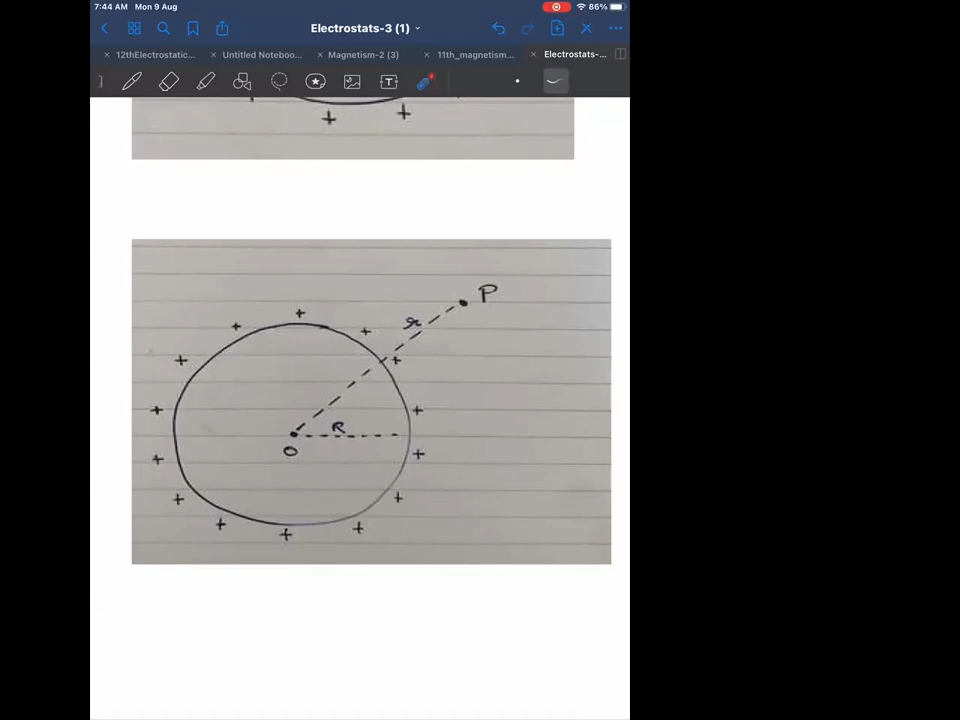 7:44 AM Mon 9 Aug
86%
Electrostats-3 (1)
12thElectrostatic...
Untitled Noteboo...
Magnetism-2 (3)
11th_magnetism...
Electrostats-...
T
+ +
P
r
+ + + +
+ +
+ +
R
O
+ +
+ +
+ + +